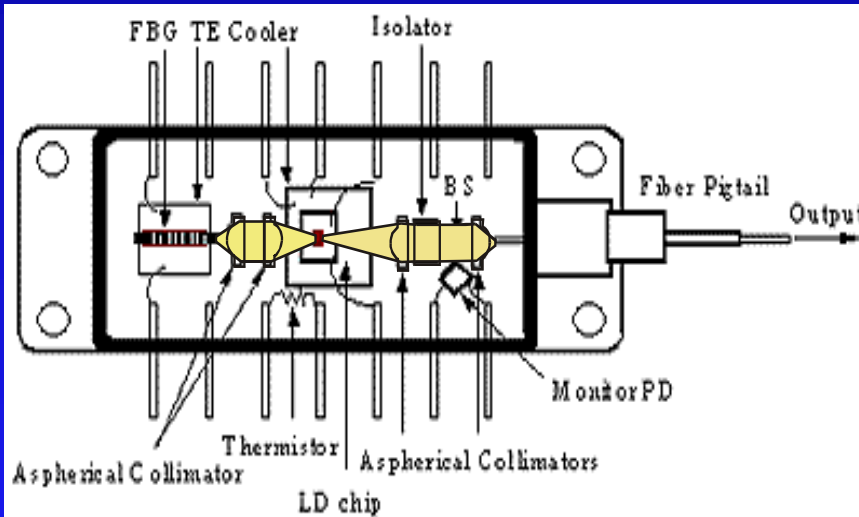 FBG TE Cooler
Isolator
BS
Fiber Pigtail
Output
Monitor PD
Thermistor
Aspherical Collimators
Aspherical Collimator
LD chip